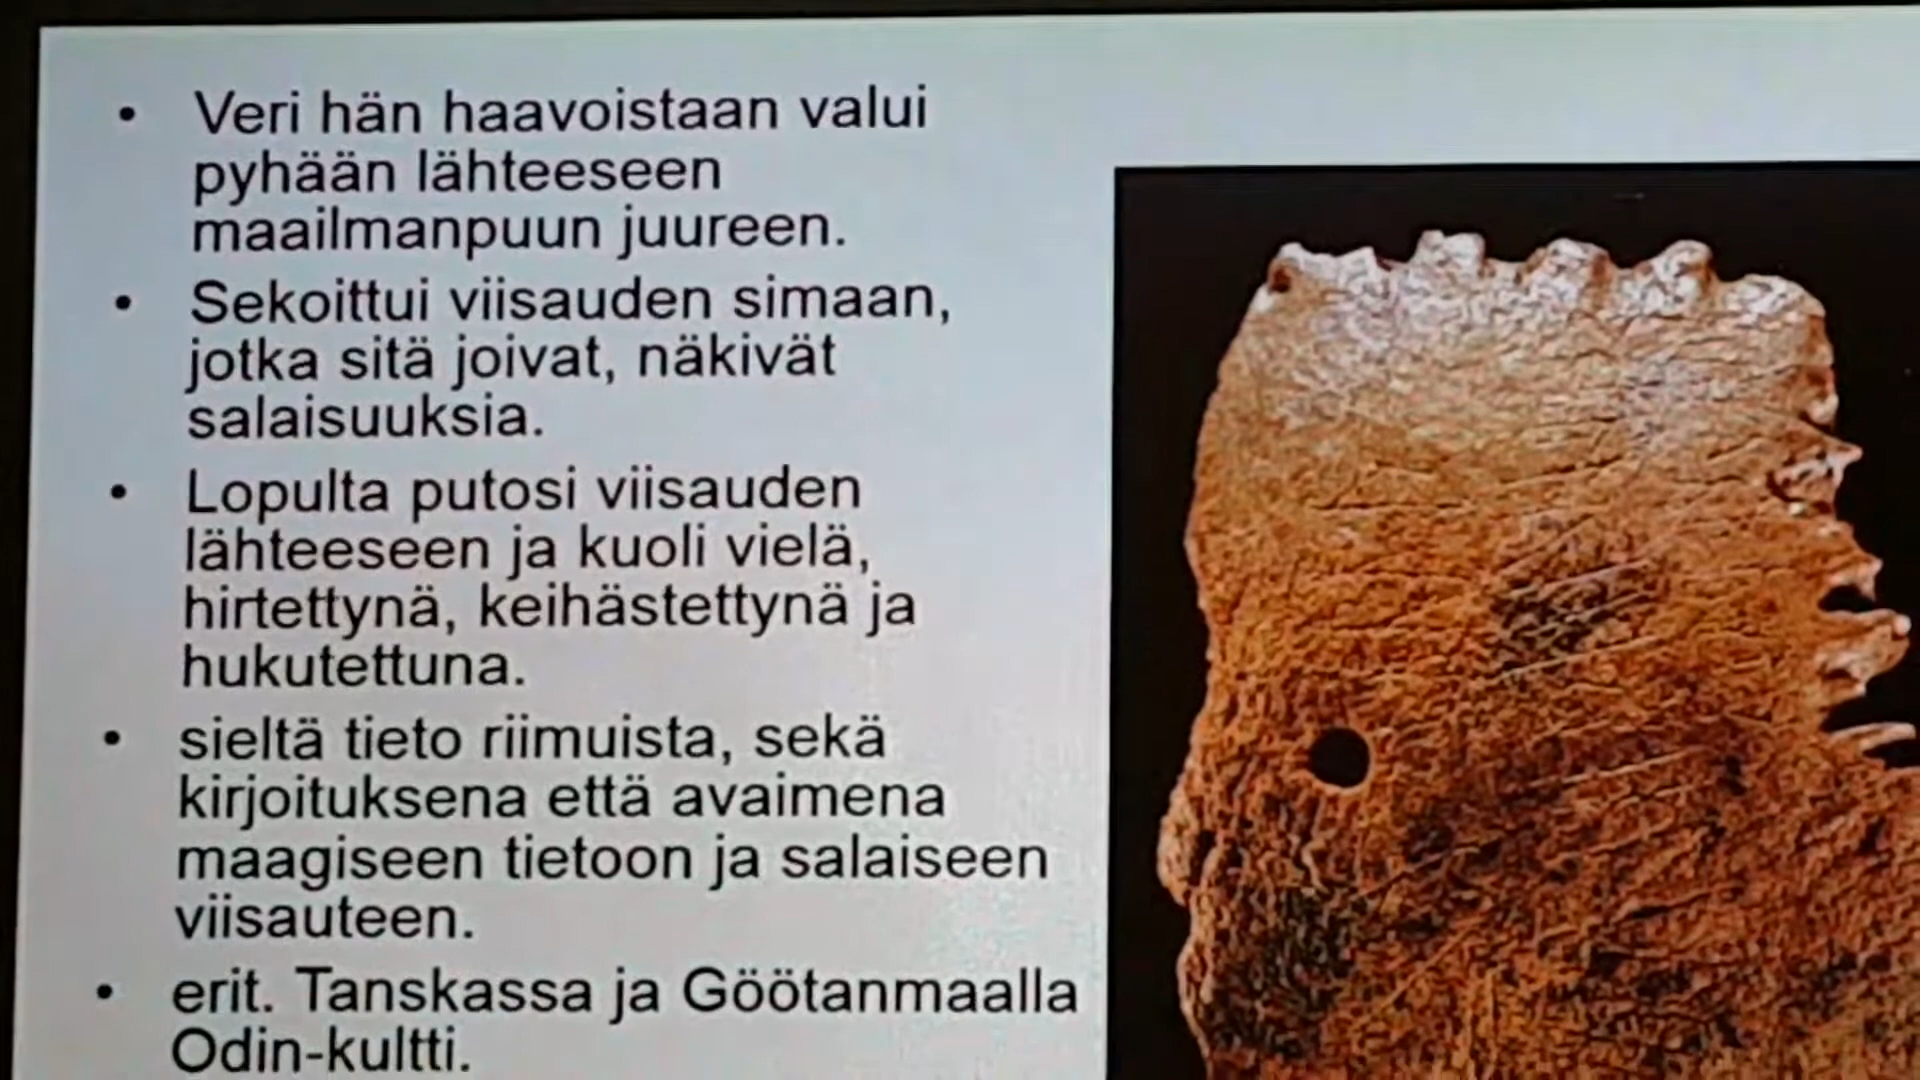 • Veri hän haavoistaan valui
pyhään lähteeseen
maailmanpuun juureen.
• Sekoittui viisauden simaan,
jotka sitä joivat, näkivät
salaisuuksia.
• Lopulta putosi viisauden
lähteeseen ja kuoli vielä,
hirtettynä, keihästettynä ja
hukutettuna.
• sieltä tieto riimuista, sekä
kirjoituksena että avaimena
maagiseen tietoon ja salaiseen
viisauteen.
• erit. Tanskassa ja Göötanmaalla
Odin-kultti.